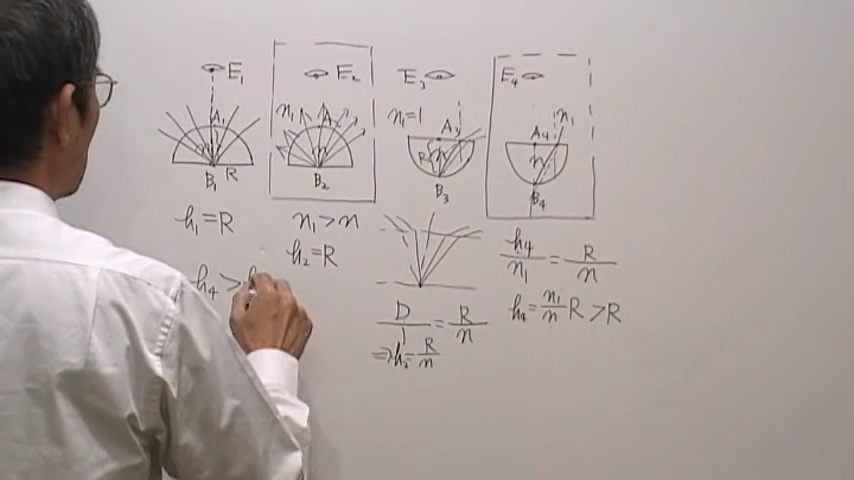 E₁
A₁
n
B₁ R
h₁ = R
E₂
n₁ A
n
B₂
n₁ > n
h₂ = R
h₄ >
E₃
n₁ = 1
A₃
R n
B₃
D/1 = R/n
⇒ h₃ = R/n
E₄
n₁
A₄
n
B₄
h₄/n₁ = R/n
h₄ = n₁/n R > R